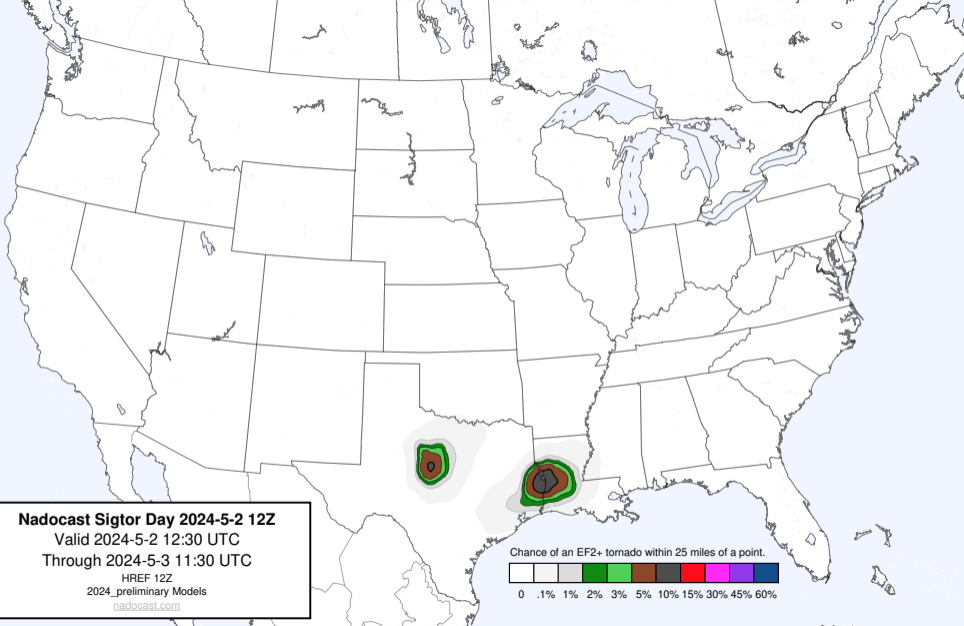 Nadocast Sigtor Day 2024-5-2 12Z
Valid 2024-5-2 12:30 UTC
Through 2024-5-3 11:30 UTC
HREF 12Z
2024_preliminary Models
nadocast.com
Chance of an EF2+ tornado within 25 miles of a point.
0 .1% 1% 2% 3% 5% 10% 15% 30% 45% 60%